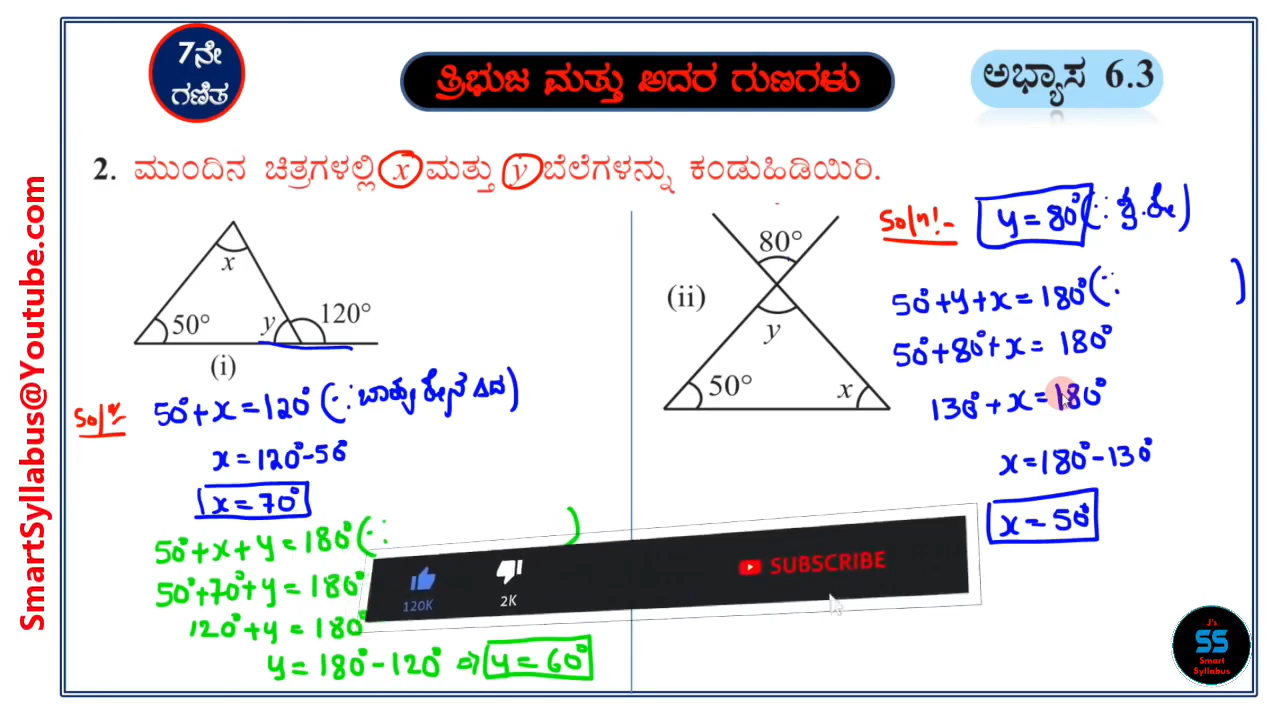 7ನೇ
ಗಣಿತ
ತ್ರಿಭುಜ ಮತ್ತು ಅದರ ಗುಣಗಳು
ಅಭ್ಯಾಸ 6.3
SmartSyllabus@Youtube.com
2. ಮುಂದಿನ ಚಿತ್ರಗಳಲ್ಲಿ x ಮತ್ತು y ಬೆಲೆಗಳನ್ನು ಕಂಡುಹಿಡಿಯಿರಿ.
x
50°
y
120°
(i)
50°+x=120° (∵ ಬಾಹ್ಯ ಕೋನ
x=120°-50°
x=70°
50°+x+y=180° (∵ )
50°+70°+y=180°
120°+y=180°
y=180°-120° ⇒ y=60°
80°
(ii)
y
50°
x
Soln:- y=80° (∵ )
50°+y+x=180° (∵ )
50°+80°+x=180°
130°+x=180°
x=180°-130°
x=50°
120K
2K
SUBSCRIBE
J's
SS
Smart
Syllabus